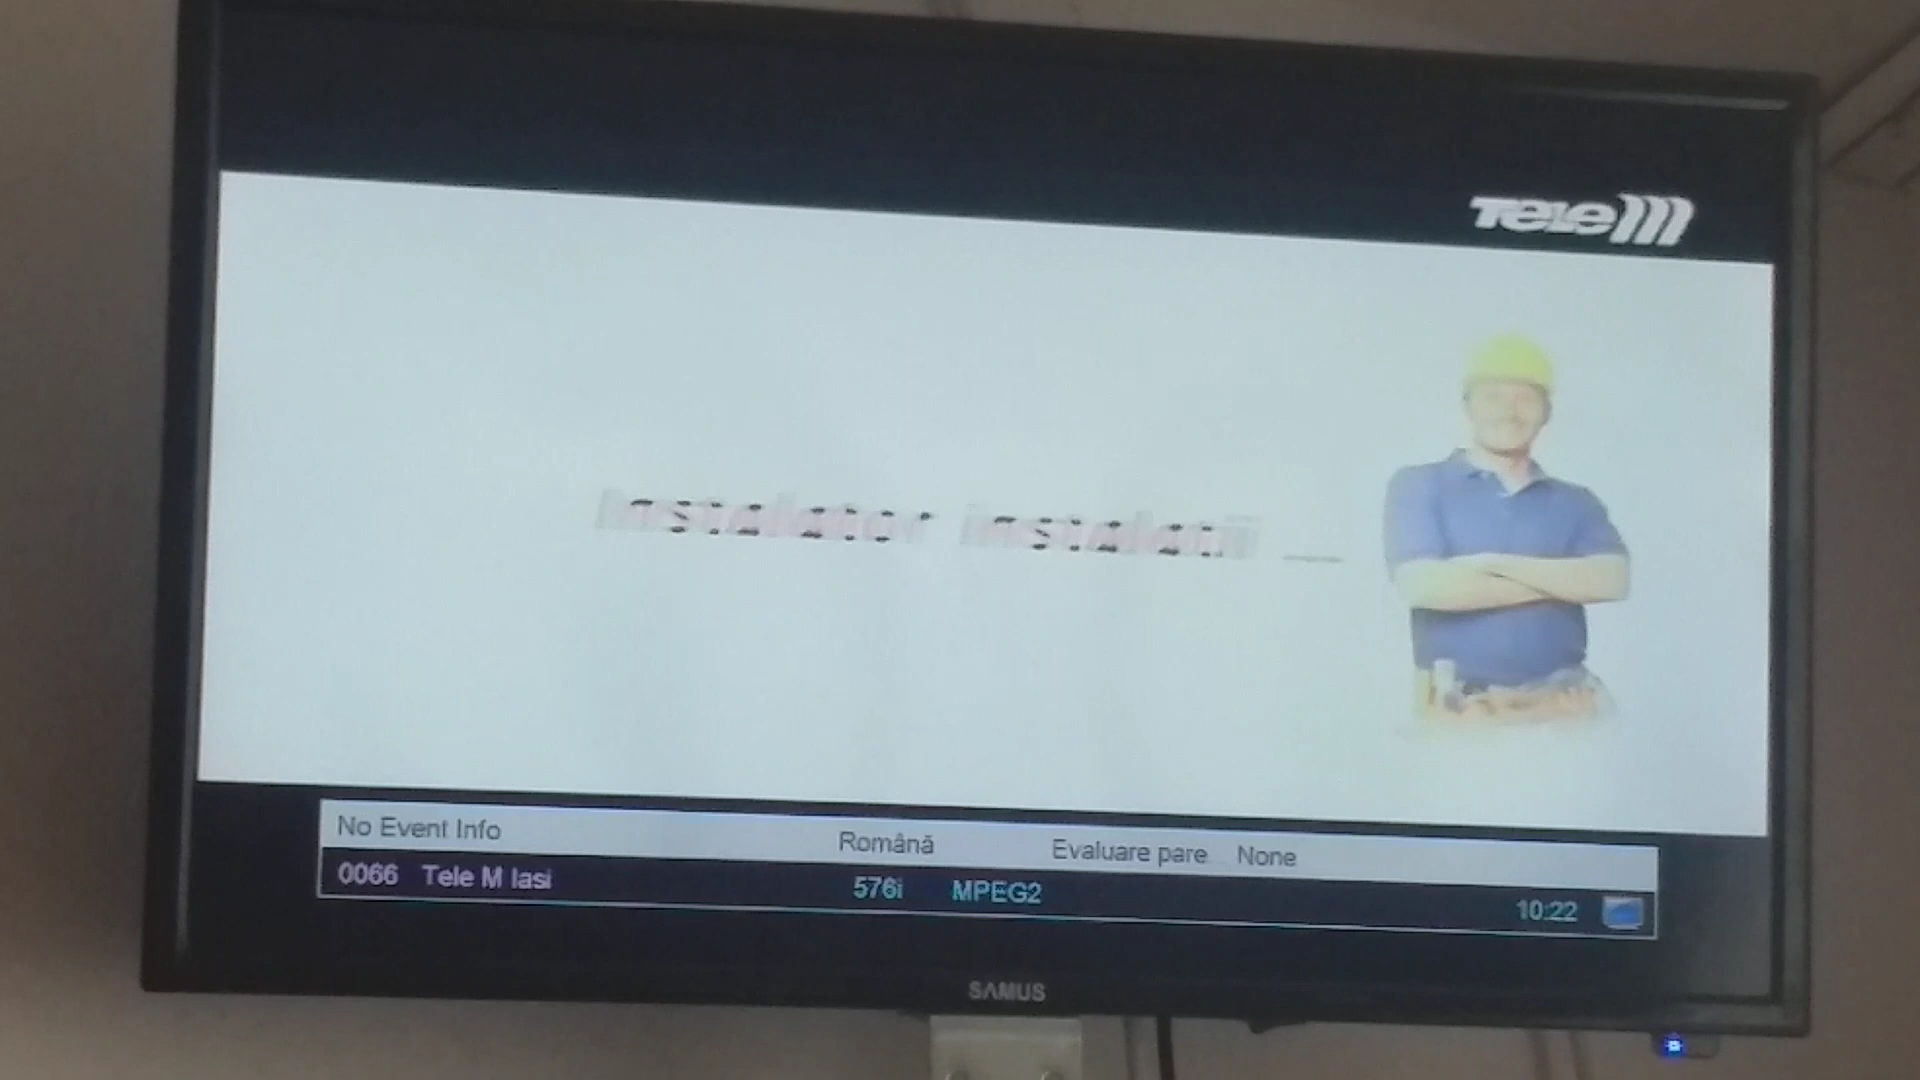 TELE M
Instalator instalatii _
No Event Info Română Evaluare pare None
0066 Tele M Iasi 576i MPEG2 10:22
SAMUS